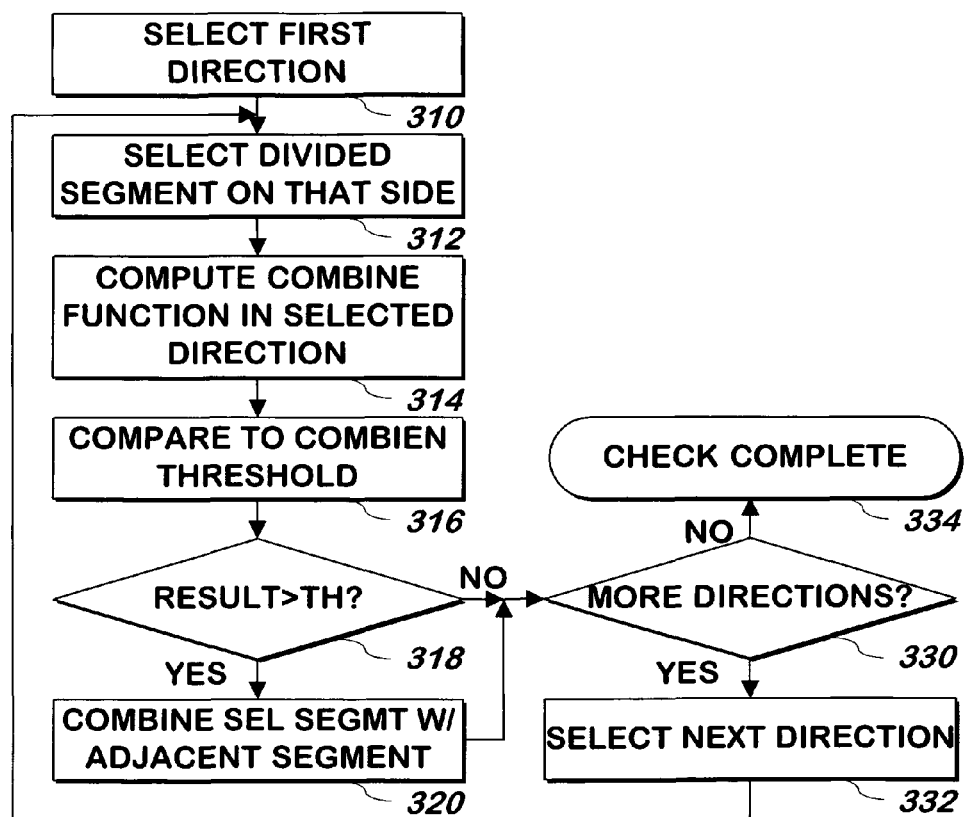 SELECT FIRST
DIRECTION
310
SELECT DIVIDED
SEGMENT ON THAT SIDE
312
COMPUTE COMBINE
FUNCTION IN SELECTED
DIRECTION
314
COMPARE TO COMBIEN
THRESHOLD
316
RESULT>TH?
318
NO
YES
COMBINE SEL SEGMT W/
ADJACENT SEGMENT
320
CHECK COMPLETE
334
NO
MORE DIRECTIONS?
330
YES
SELECT NEXT DIRECTION
332